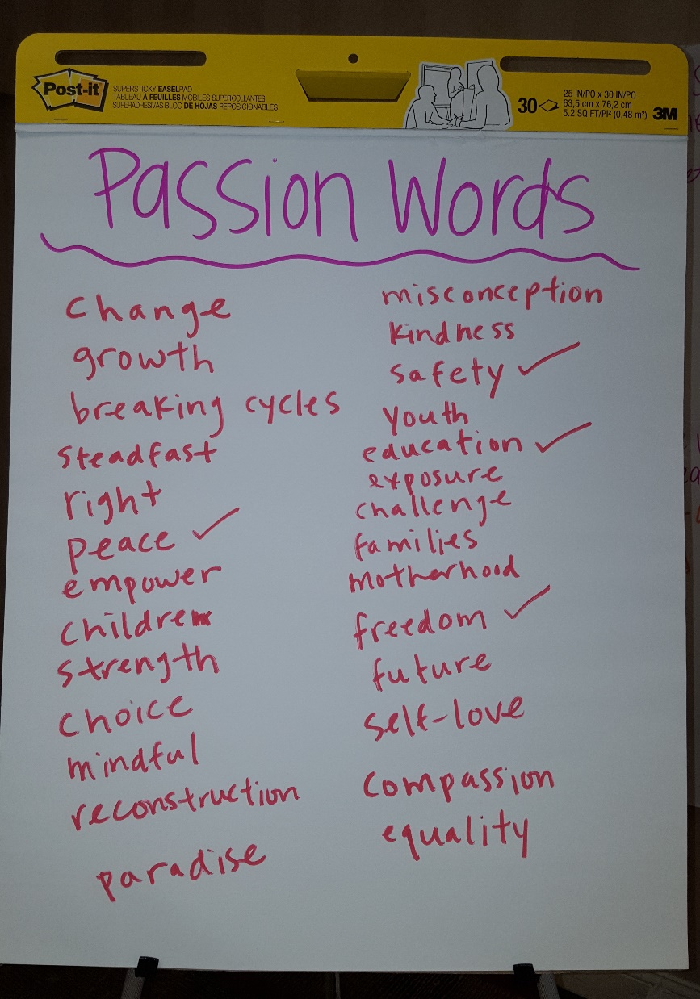 Post-it
SUPERSTICKY EASELPAD
TABLEAU À FEUILLES MOBILES SUPERCOLLANTES
SUPERADHESIVAS BLOC DE HOJAS REPOSICIONABLES
30
25 IN/PO x 30 IN/PO
63,5 cm x 76,2 cm
5.2 SQ FT/PI² (0,48 m²)
3M
Passion Words
change
growth
breaking cycles
steadfast
right
peace ✓
empower
children
strength
choice
mindful
reconstruction
paradise
misconception
kindness
safety ✓
youth
education ✓
exposure
challenge
families
motherhood
freedom ✓
future
self-love
compassion
equality